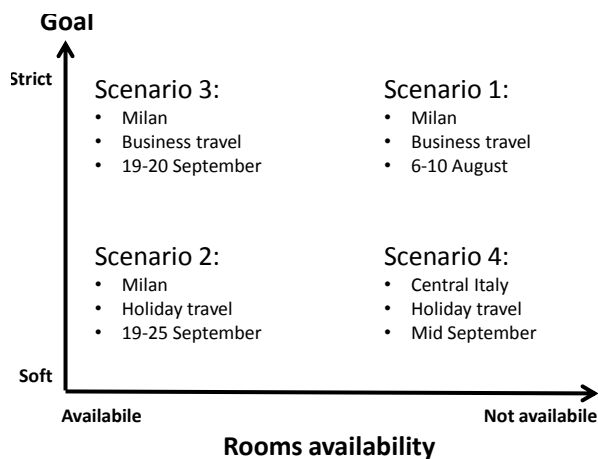 Goal
Strict
Scenario 3:
• Milan
• Business travel
• 19-20 September
Scenario 1:
• Milan
• Business travel
• 6-10 August
Scenario 2:
• Milan
• Holiday travel
• 19-25 September
Scenario 4:
• Central Italy
• Holiday travel
• Mid September
Soft
Availabile
Not availabile
Rooms availability